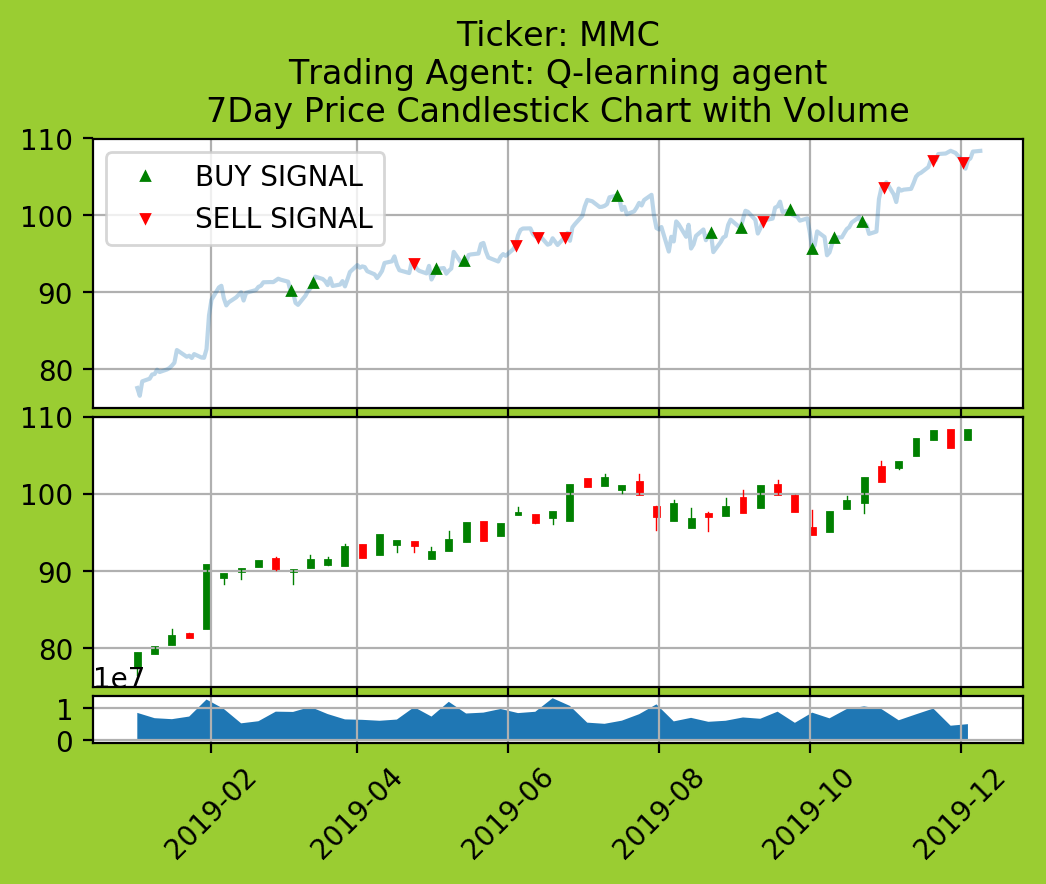 Ticker: MMC
Trading Agent: Q-learning agent
7Day Price Candlestick Chart with Volume
110
BUY SIGNAL
SELL SIGNAL
100
90
80
110
100
90
80
1e7
1
0
2019-02
2019-04
2019-06
2019-08
2019-10
2019-12